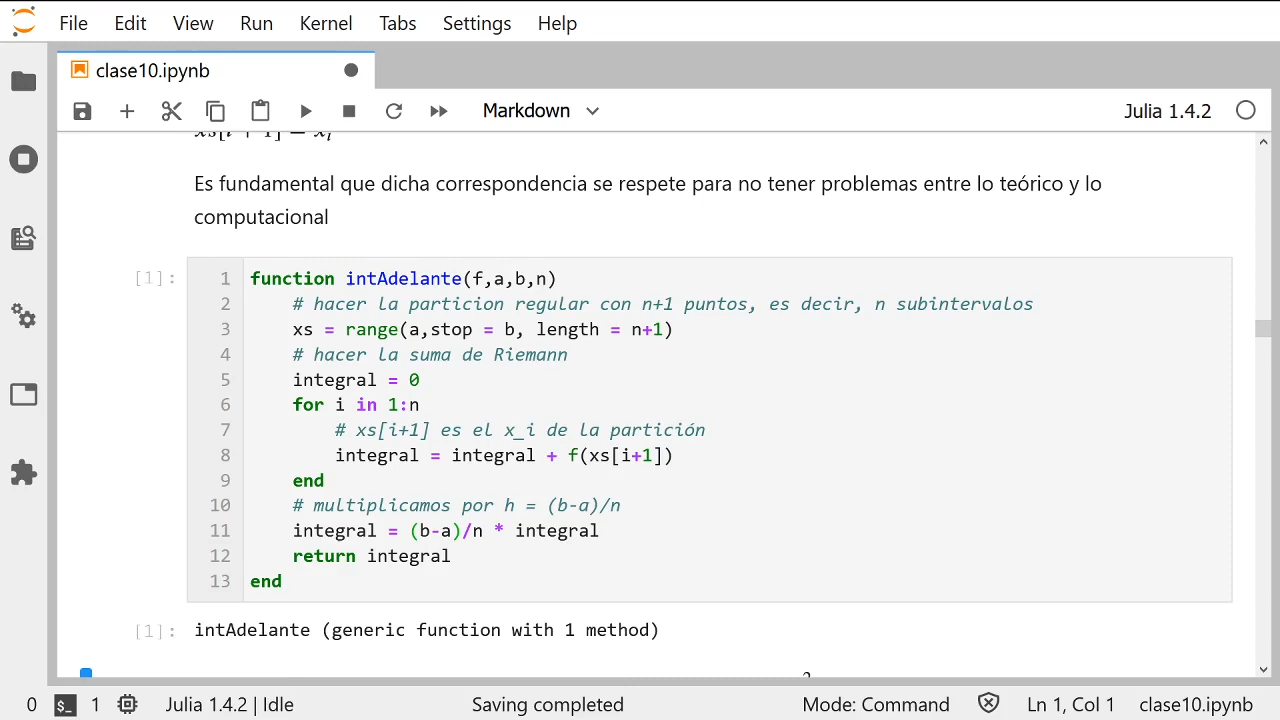 File Edit View Run Kernel Tabs Settings Help
clase10.ipynb
Markdown Julia 1.4.2
Es fundamental que dicha correspondencia se respete para no tener problemas entre lo teórico y lo
computacional
[1]:
1 function intAdelante(f,a,b,n)
2 # hacer la particion regular con n+1 puntos, es decir, n subintervalos
3 xs = range(a,stop = b, length = n+1)
4 # hacer la suma de Riemann
5 integral = 0
6 for i in 1:n
7 # xs[i+1] es el x_i de la partición
8 integral = integral + f(xs[i+1])
9 end
10 # multiplicamos por h = (b-a)/n
11 integral = (b-a)/n * integral
12 return integral
13 end
[1]: intAdelante (generic function with 1 method)
0 $_ 1 Julia 1.4.2 | Idle Saving completed Mode: Command Ln 1, Col 1 clase10.ipynb